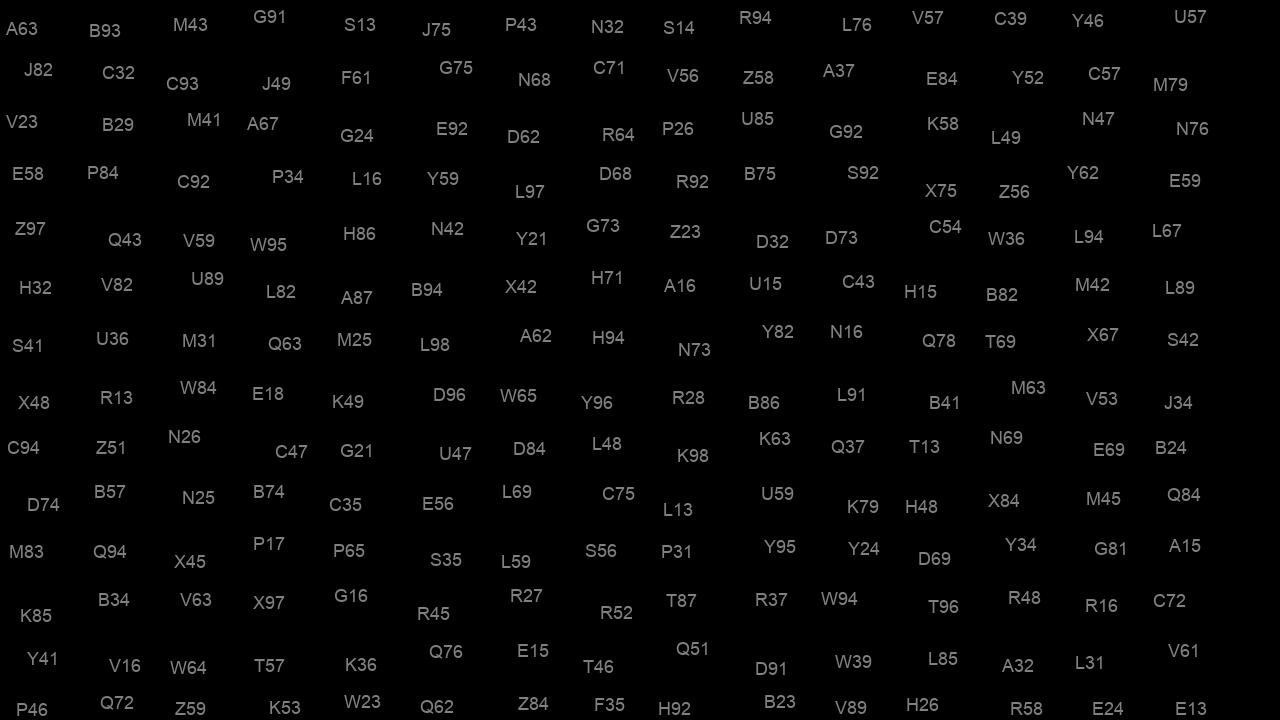 A63 B93 M43 G91 S13 J75 P43 N32 S14 R94 L76 V57 C39 Y46 U57
J82 C32 C93 J49 F61 G75 N68 C71 V56 Z58 A37 E84 Y52 C57 M79
V23 B29 M41 A67 G24 E92 D62 R64 P26 U85 G92 K58 L49 N47 N76
E58 P84 C92 P34 L16 Y59 L97 D68 R92 B75 S92 X75 Z56 Y62 E59
Z97 Q43 V59 W95 H86 N42 Y21 G73 Z23 D32 D73 C54 W36 L94 L67
H32 V82 U89 L82 A87 B94 X42 H71 A16 U15 C43 H15 B82 M42 L89
S41 U36 M31 Q63 M25 L98 A62 H94 N73 Y82 N16 Q78 T69 X67 S42
X48 R13 W84 E18 K49 D96 W65 Y96 R28 B86 L91 B41 M63 V53 J34
C94 Z51 N26 C47 G21 U47 D84 L48 K98 K63 Q37 T13 N69 E69 B24
D74 B57 N25 B74 C35 E56 L69 C75 L13 U59 K79 H48 X84 M45 Q84
M83 Q94 X45 P17 P65 S35 L59 S56 P31 Y95 Y24 D69 Y34 G81 A15
K85 B34 V63 X97 G16 R45 R27 R52 T87 R37 W94 T96 R48 R16 C72
Y41 V16 W64 T57 K36 Q76 E15 T46 Q51 D91 W39 L85 A32 L31 V61
P46 Q72 Z59 K53 W23 Q62 Z84 F35 H92 B23 V89 H26 R58 E24 E13